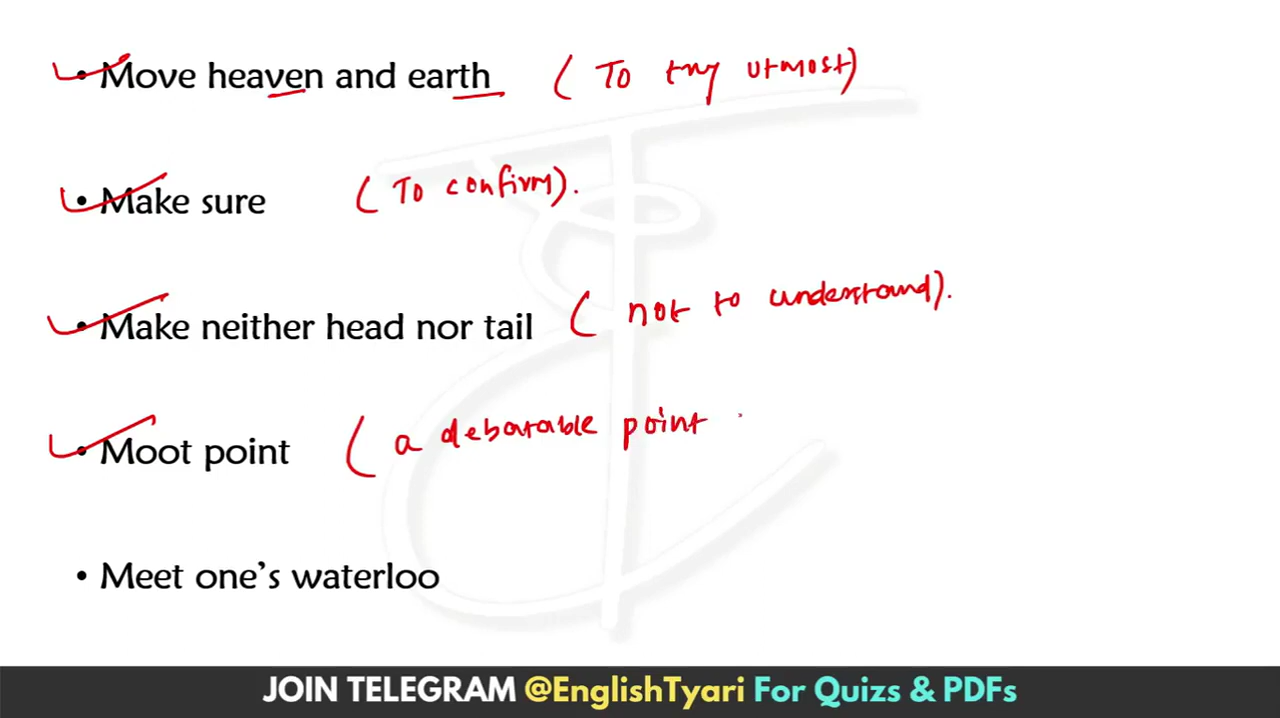 • Move heaven and earth (To try utmost)
• Make sure (To confirm).
• Make neither head nor tail (not to understand).
• Moot point (a debatable point
• Meet one's waterloo
JOIN TELEGRAM @EnglishTyari For Quizs & PDFs